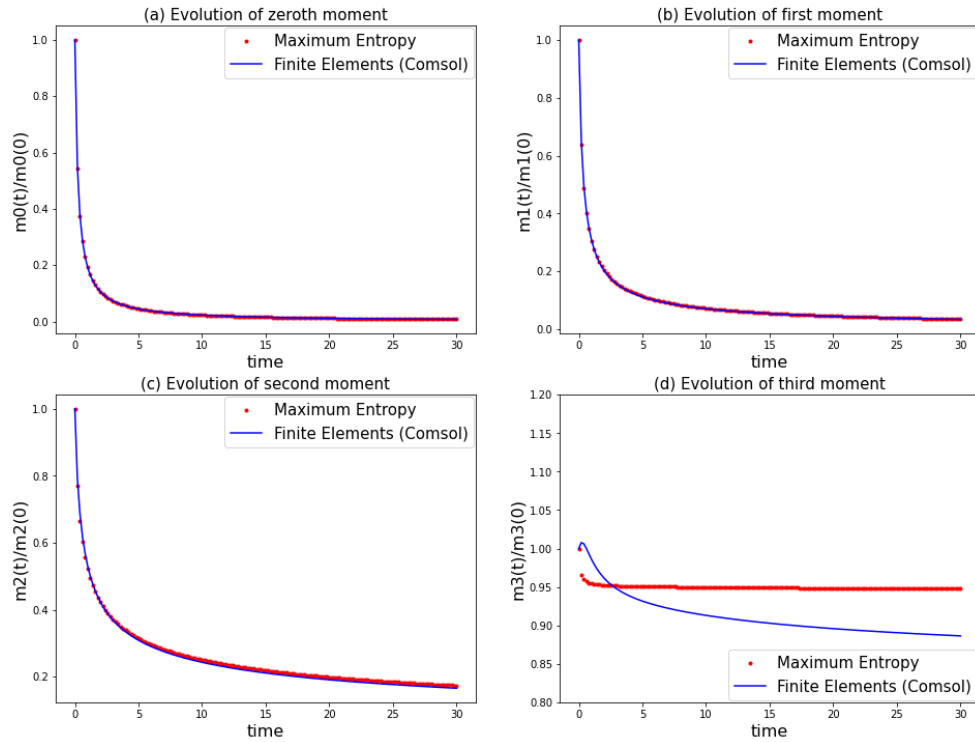 (a) Evolution of zeroth moment
m0(t)/m0(0)
1.0
0.8
0.6
0.4
0.2
0.0
Maximum Entropy
Finite Elements (Comsol)
0 5 10 15 20 25 30
time
(b) Evolution of first moment
m1(t)/m1(0)
1.0
0.8
0.6
0.4
0.2
0.0
Maximum Entropy
Finite Elements (Comsol)
0 5 10 15 20 25 30
time
(c) Evolution of second moment
m2(t)/m2(0)
1.0
0.8
0.6
0.4
0.2
Maximum Entropy
Finite Elements (Comsol)
0 5 10 15 20 25 30
time
(d) Evolution of third moment
m3(t)/m3(0)
1.20
1.15
1.10
1.05
1.00
0.95
0.90
0.85
0.80
Maximum Entropy
Finite Elements (Comsol)
0 5 10 15 20 25 30
time